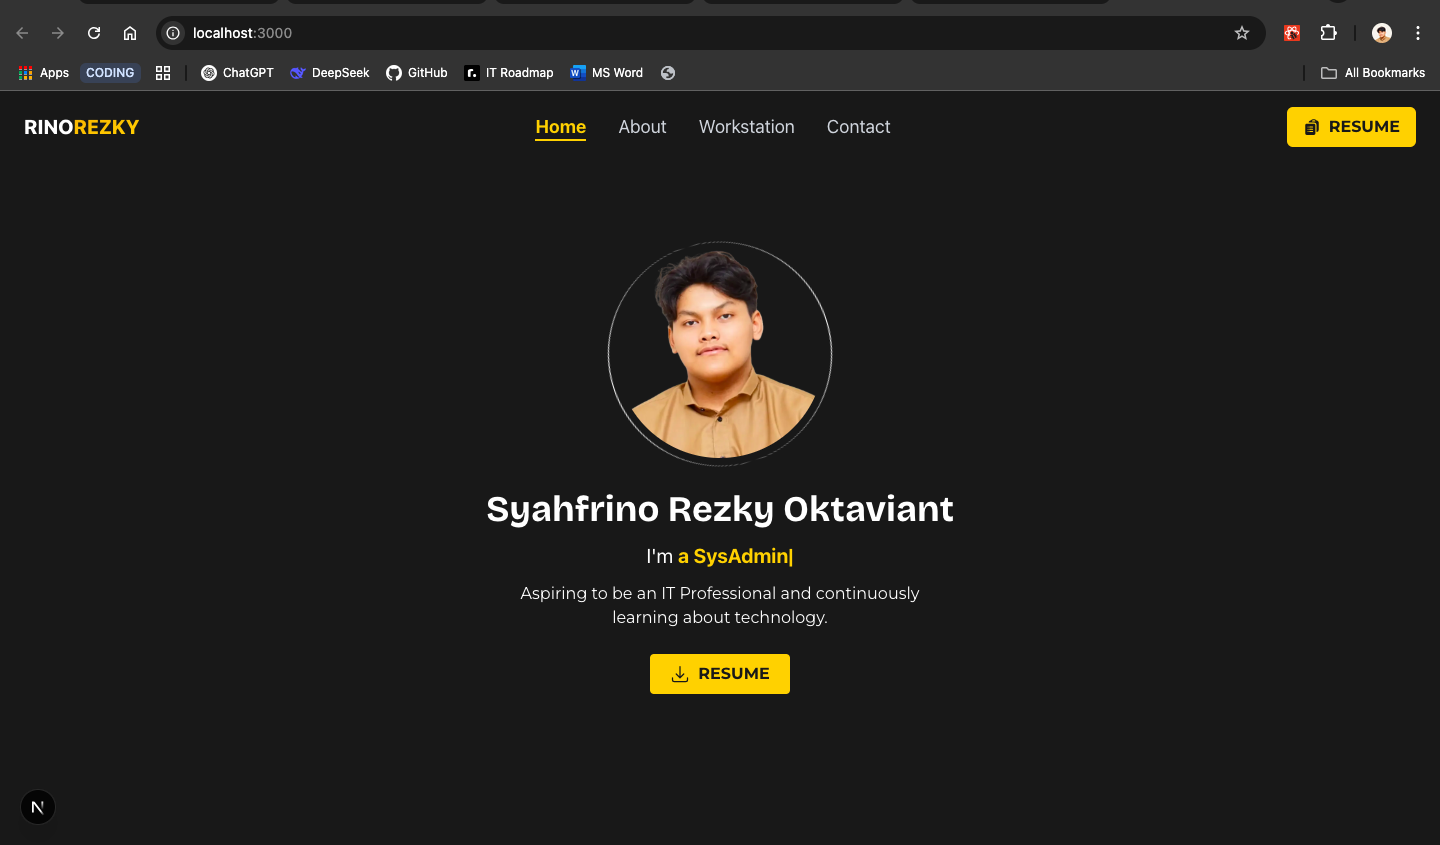 localhost:3000
Apps CODING ChatGPT DeepSeek GitHub IT Roadmap MS Word All Bookmarks
RINOREZKY Home About Workstation Contact RESUME
Syahfrino Rezky Oktaviant
I'm a SysAdmin|
Aspiring to be an IT Professional and continuously
learning about technology.
RESUME
N